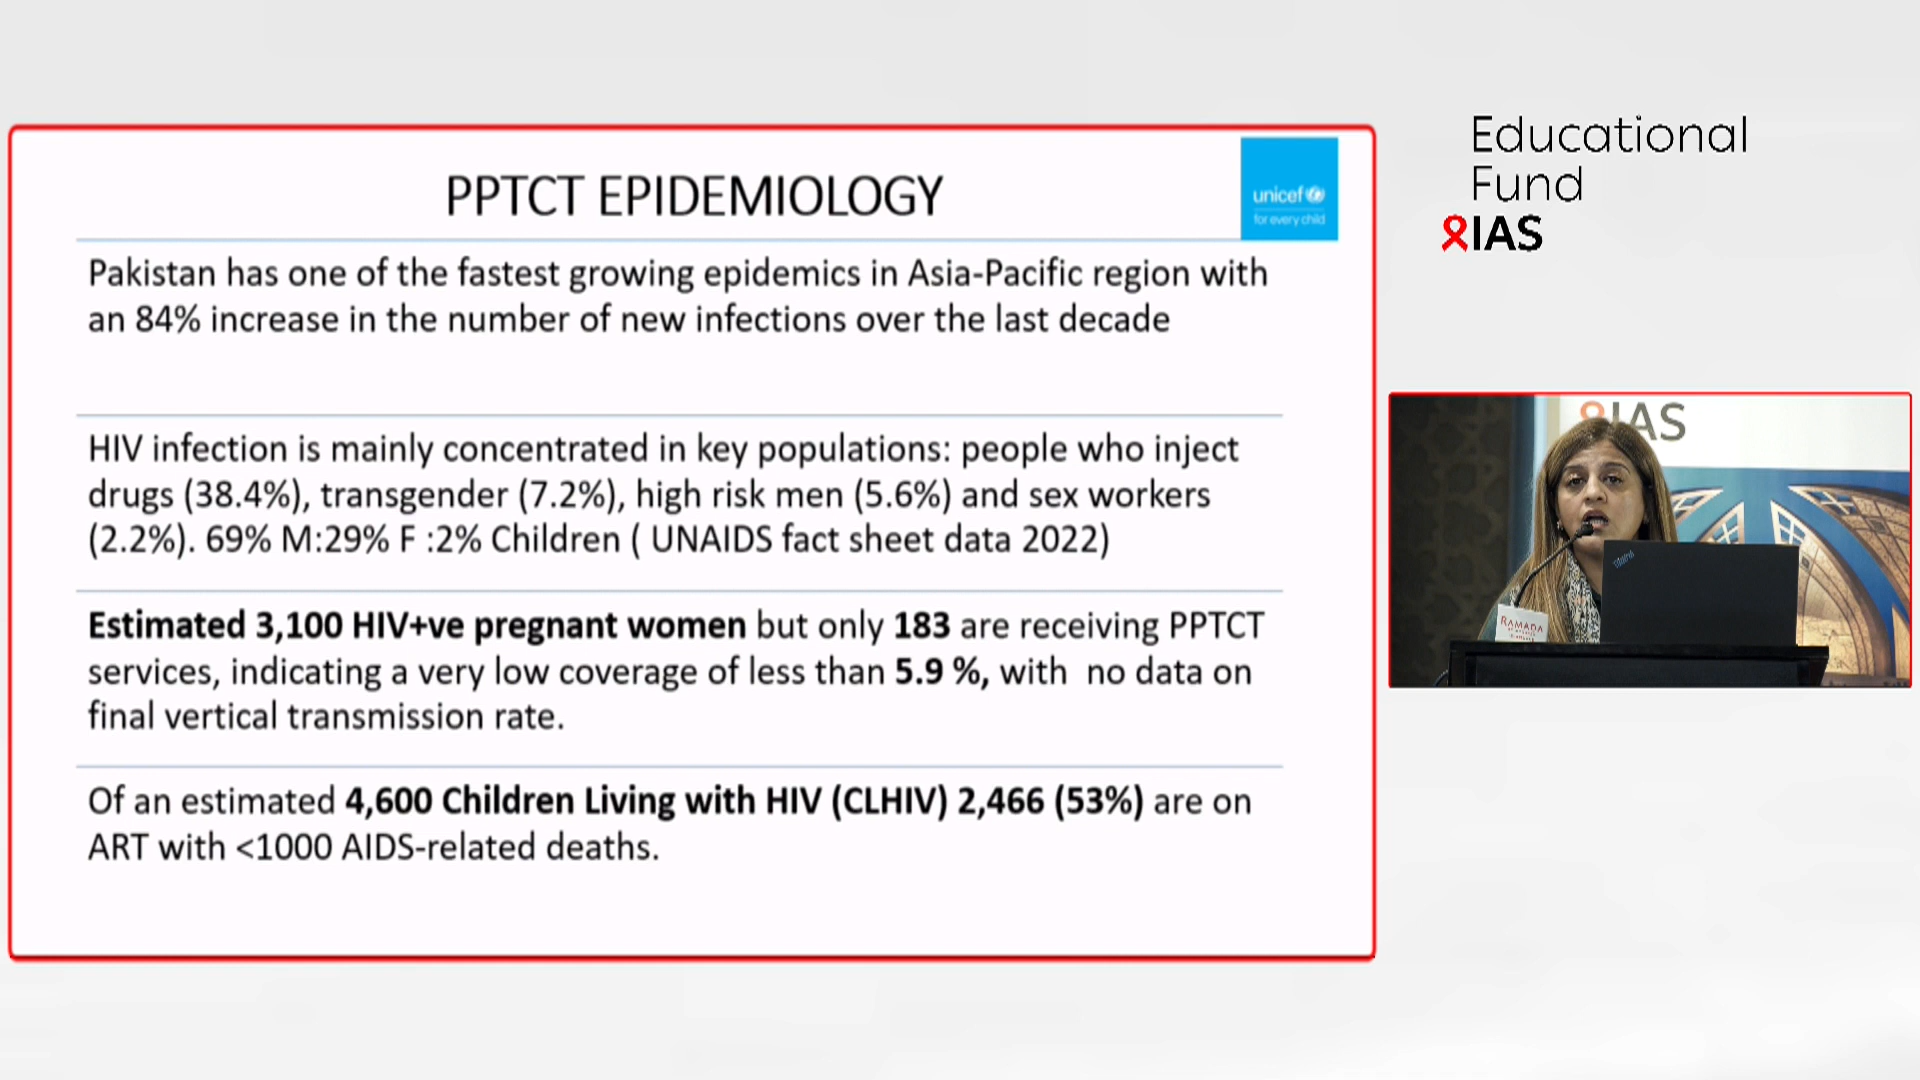 PPTCT EPIDEMIOLOGY
unicef
for every child
Pakistan has one of the fastest growing epidemics in Asia-Pacific region with
an 84% increase in the number of new infections over the last decade
HIV infection is mainly concentrated in key populations: people who inject
drugs (38.4%), transgender (7.2%), high risk men (5.6%) and sex workers
(2.2%). 69% M:29% F :2% Children ( UNAIDS fact sheet data 2022)
Estimated 3,100 HIV+ve pregnant women but only 183 are receiving PPTCT
services, indicating a very low coverage of less than 5.9 %, with  no data on
final vertical transmission rate.
Of an estimated 4,600 Children Living with HIV (CLHIV) 2,466 (53%) are on
ART with <1000 AIDS-related deaths.
Educational
Fund
IAS
IAS
ThinkPad
RAMADA